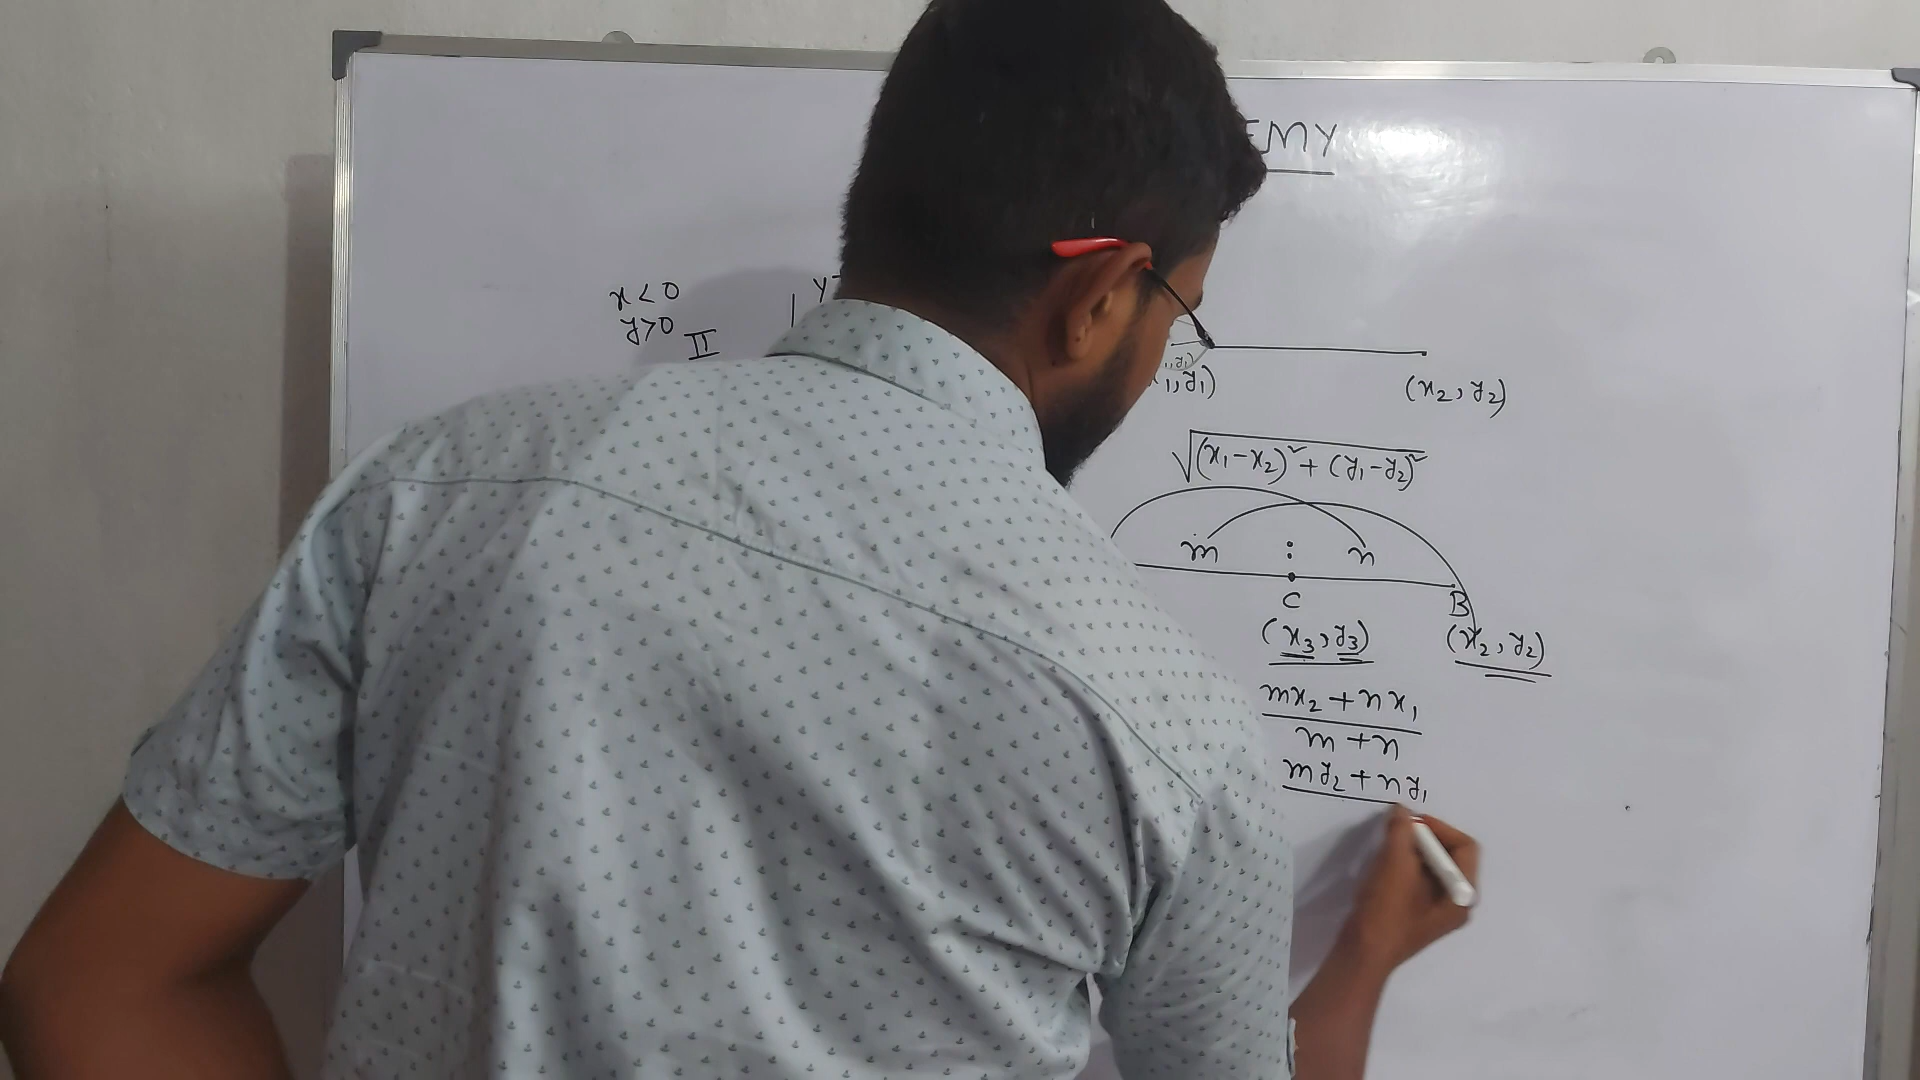 EMY
x<0
y>0
II
Y
1, y1)
(x2, y2)
√(x1-x2)² + (y1-y2)²
m : n
C B
(x3, y3) (x2, y2)
mx2 + nx1
m + n
my2 + ny1